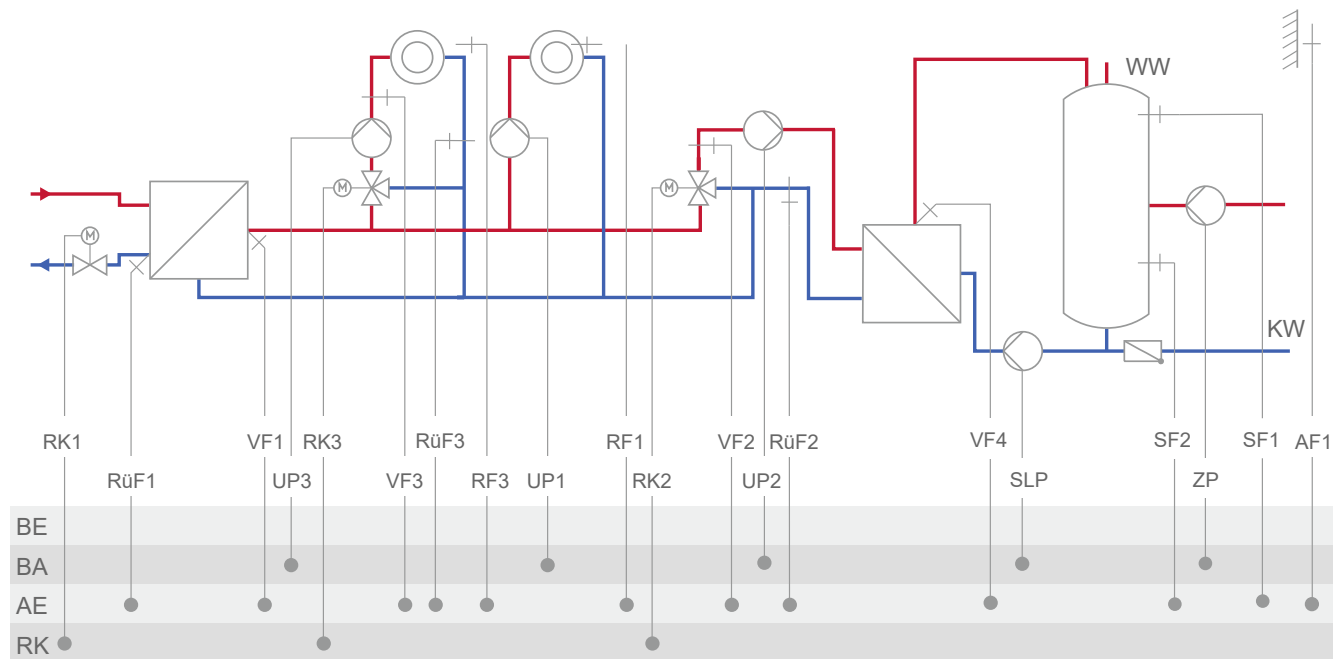 WW
M
M
M
KW
RK1
VF1
RK3
RüF3
RF1
VF2
RüF2
VF4
SF2
SF1
AF1
RüF1
UP3
VF3
RF3
UP1
RK2
UP2
SLP
ZP
BE
BA
AE
RK